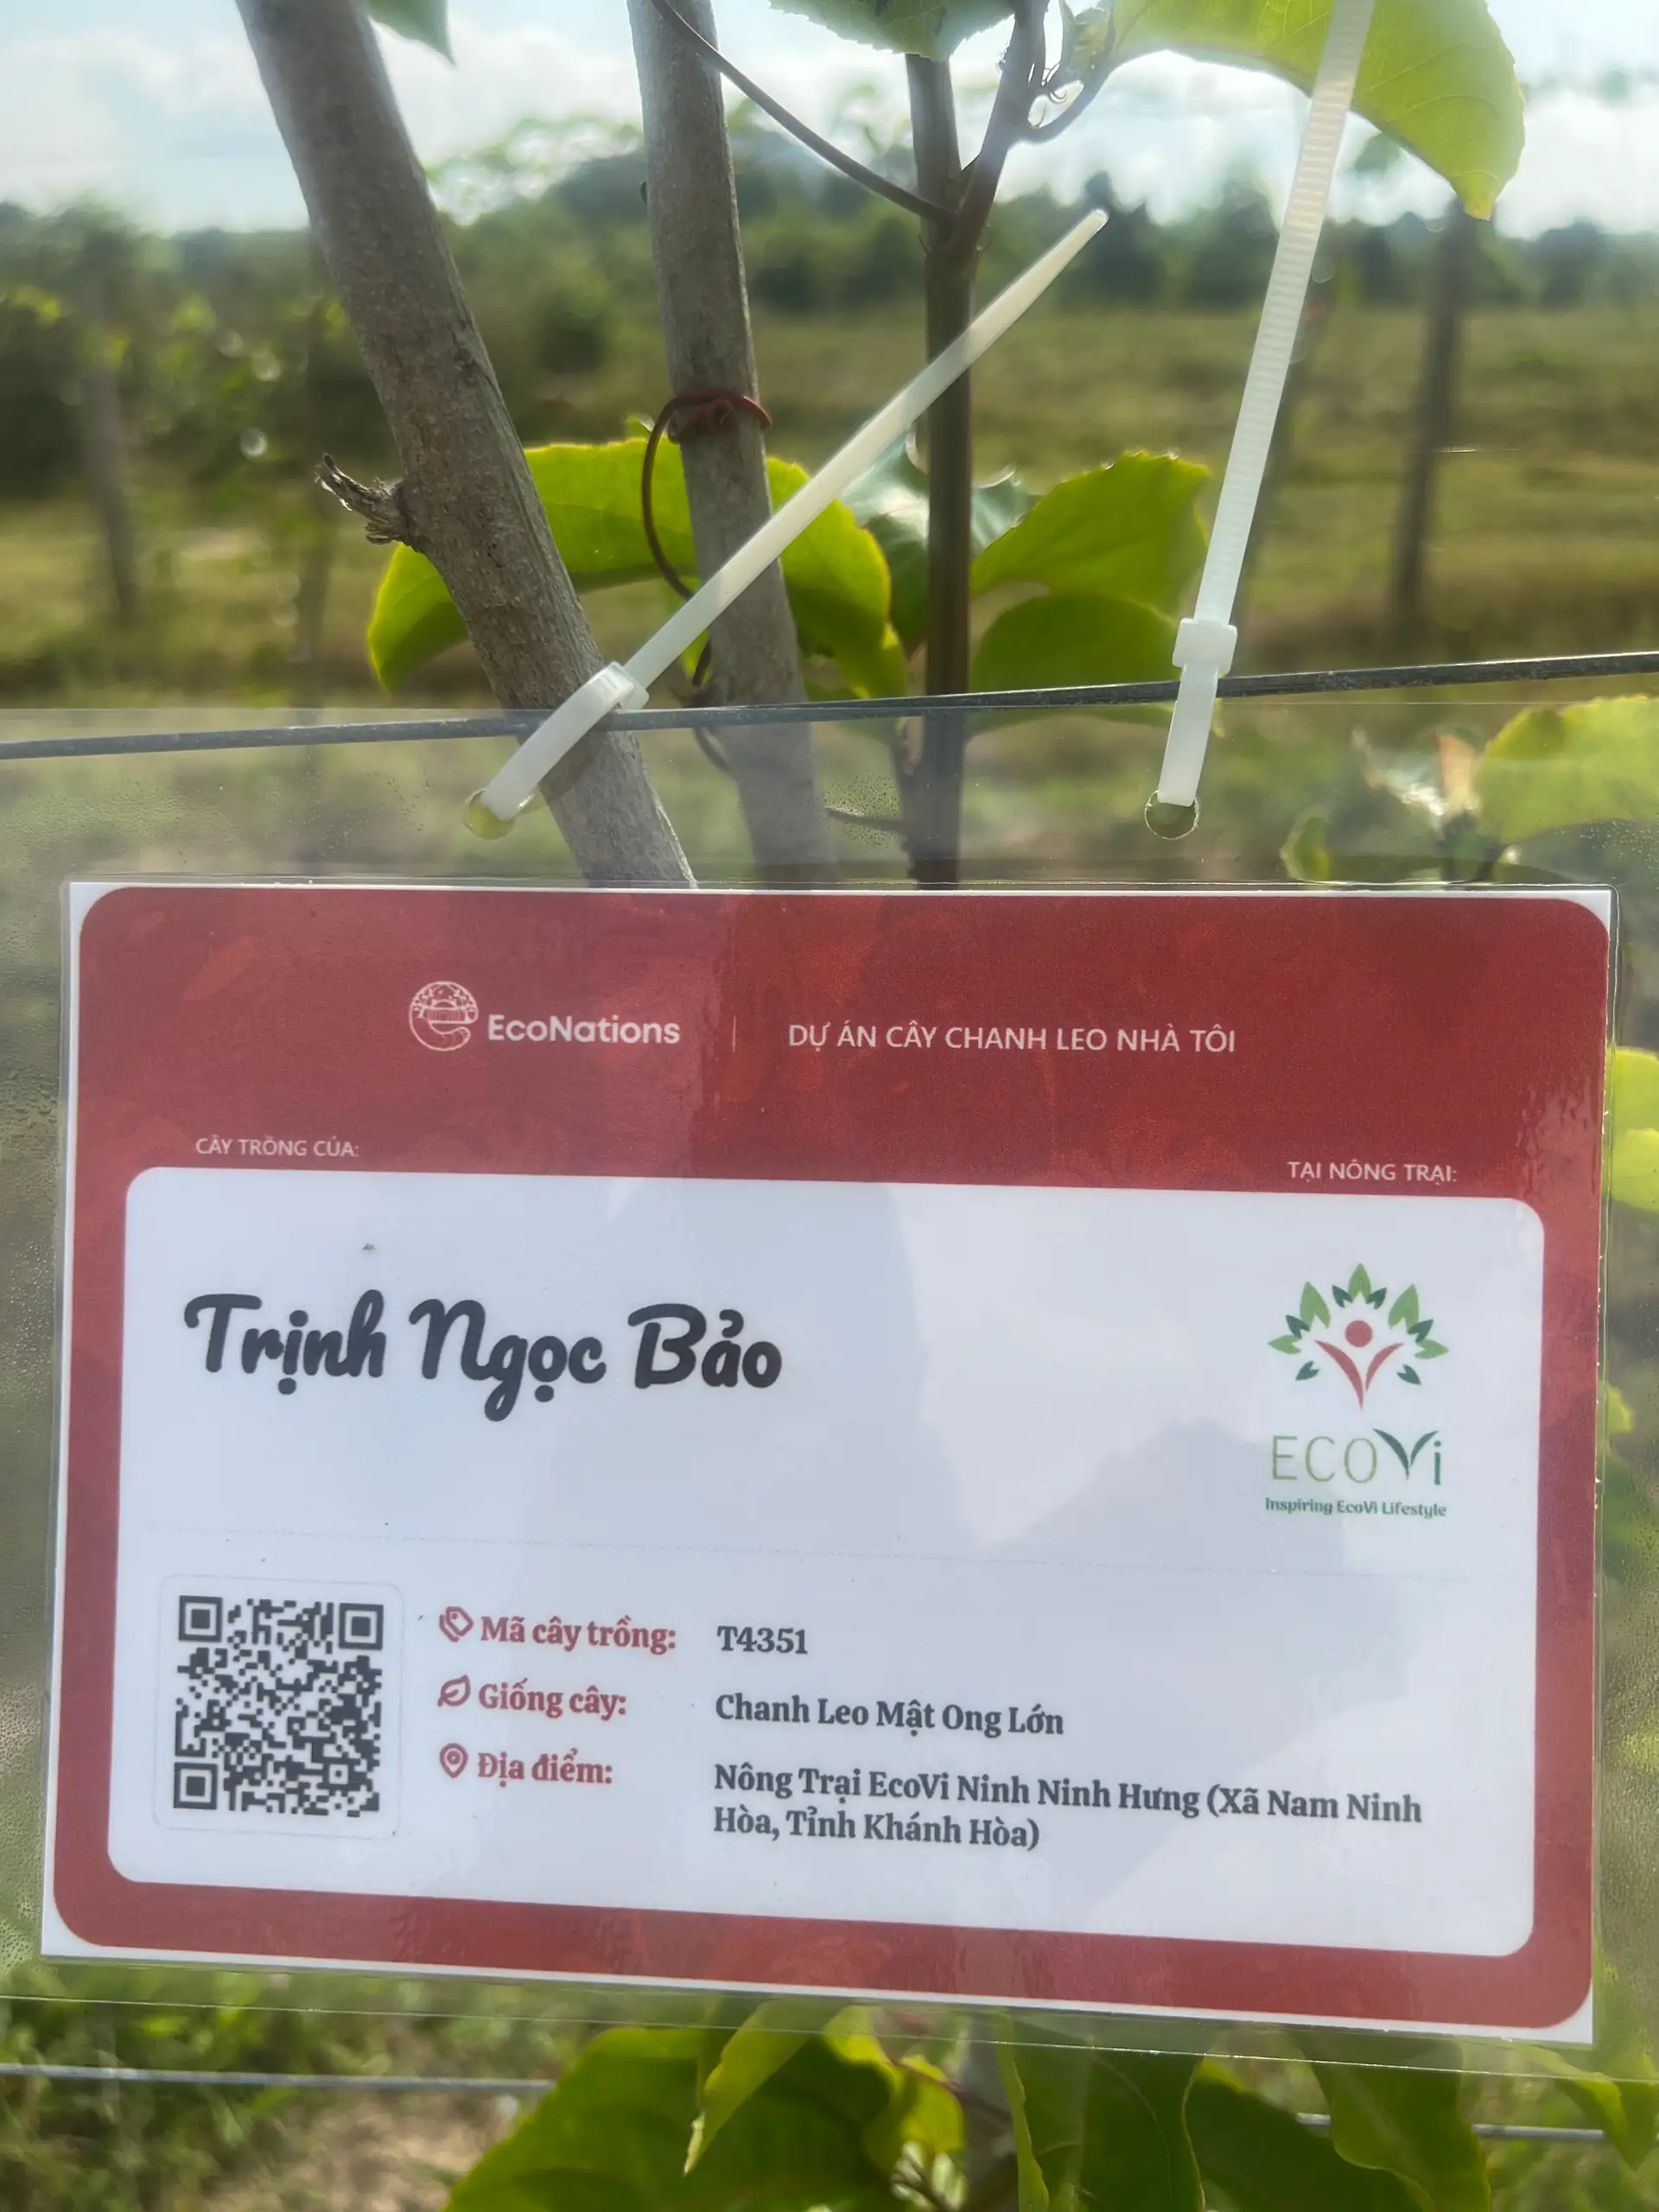 EcoNations
DỰ ÁN CÂY CHANH LEO NHÀ TÔI
CÂY TRỒNG CỦA:
TẠI NÔNG TRẠI:
Trịnh Ngọc Bảo
ECOVi
Inspiring EcoVi Lifestyle
Mã cây trồng: T4351
Giống cây: Chanh Leo Mật Ong Lớn
Địa điểm: Nông Trại EcoVi Ninh Ninh Hưng (Xã Nam Ninh
Hòa, Tỉnh Khánh Hòa)